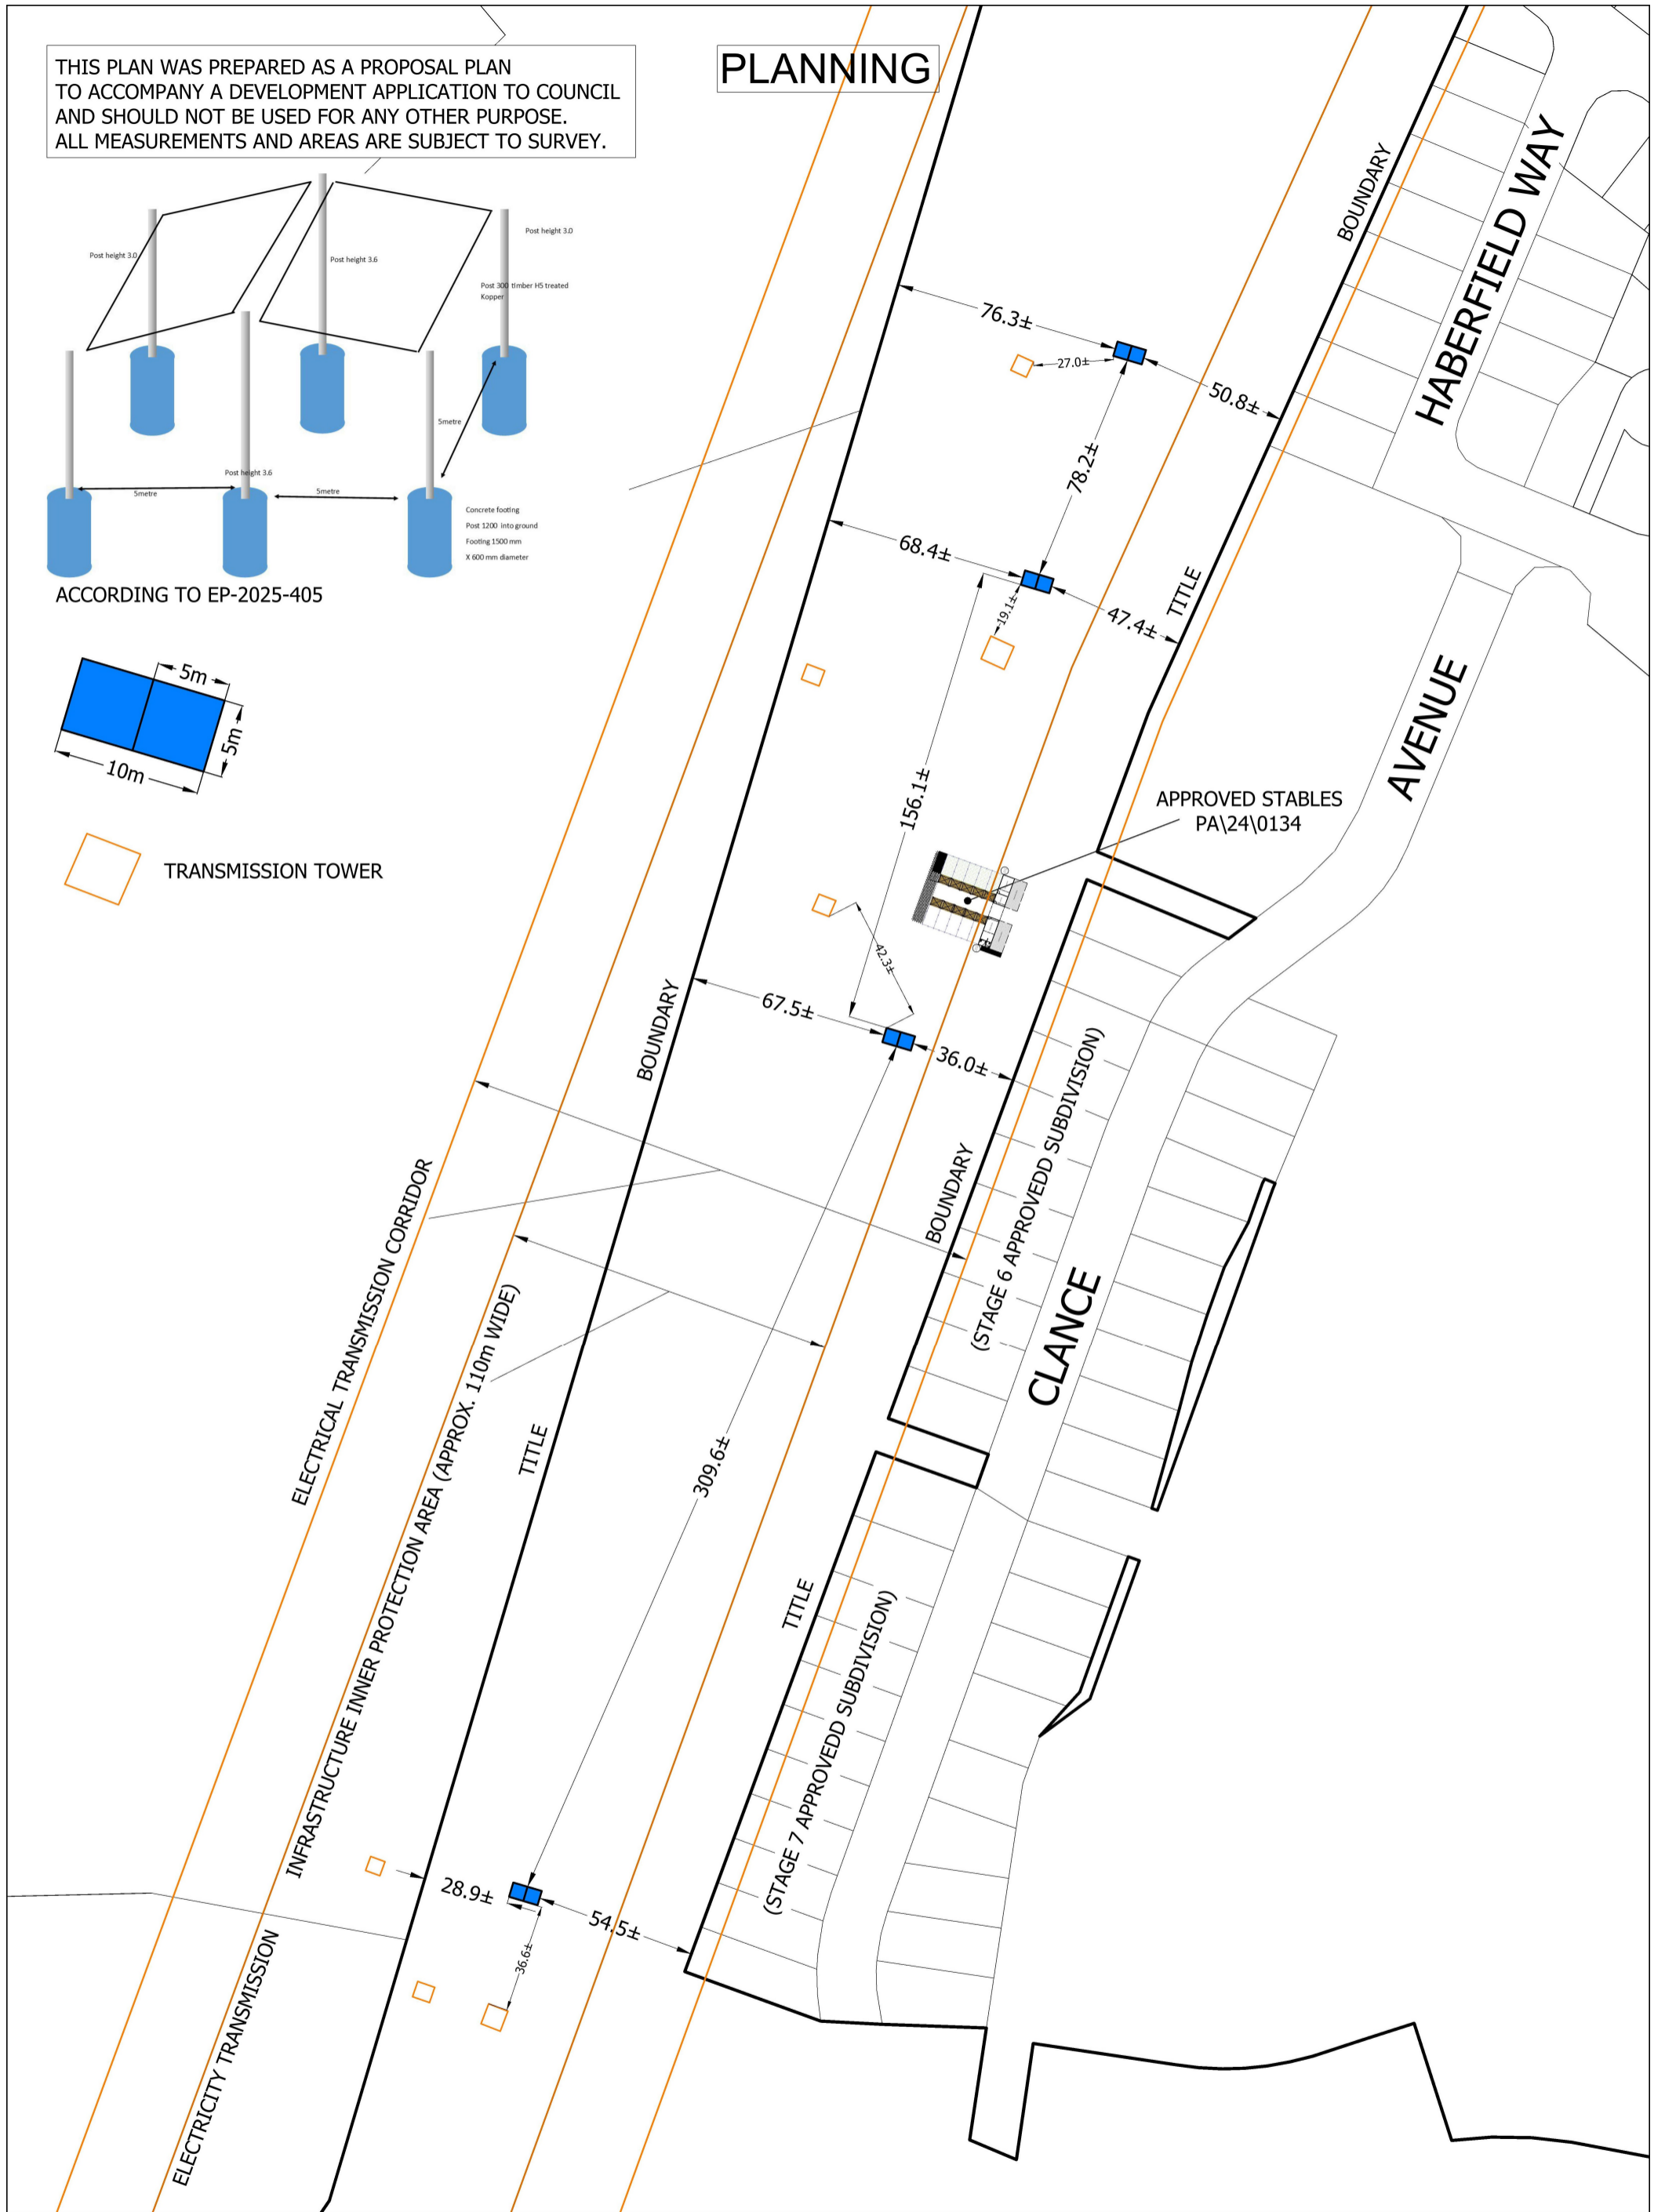 THIS PLAN WAS PREPARED AS A PROPOSAL PLAN
TO ACCOMPANY A DEVELOPMENT APPLICATION TO COUNCIL
AND SHOULD NOT BE USED FOR ANY OTHER PURPOSE.
ALL MEASUREMENTS AND AREAS ARE SUBJECT TO SURVEY.
PLANNING
Post height 3.0
Post height 3.6
Post height 3.0
Post 300 timber H5 treated
Kopper
5metre
Post height 3.6
5metre
5metre
Concrete footing
Post 1200 into ground
Footing 1500 mm
X 600 mm diameter
ACCORDING TO EP-2025-405
5m
5m
10m
TRANSMISSION TOWER
BOUNDARY
HABERFIELD WAY
76.3±
27.0±
50.8±
78.2±
68.4±
19.1±
47.4±
TITLE
AVENUE
156.1±
APPROVED STABLES
PA\24\0134
42.3±
BOUNDARY
67.5±
36.0±
(STAGE 6 APPROVEDD SUBDIVISION)
BOUNDARY
CLANCE
ELECTRICAL TRANSMISSION CORRIDOR
INFRASTRUCTURE INNER PROTECTION AREA (APPROX. 110m WIDE)
TITLE
309.6±
TITLE
(STAGE 7 APPROVEDD SUBDIVISION)
28.9±
54.5±
36.6±
ELECTRICITY TRANSMISSION